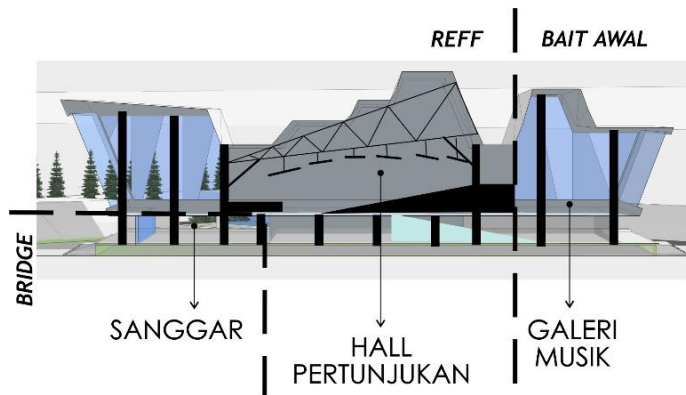 REFF
BAIT AWAL
BRIDGE
SANGGAR
HALL
PERTUNJUKAN
GALERI
MUSIK